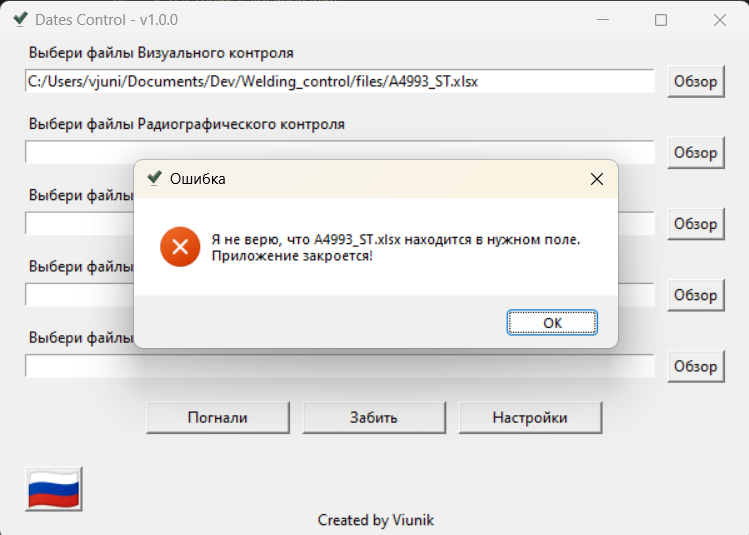 Dates Control - v1.0.0
Выбери файлы Визуального контроля
C:/Users/vjuni/Documents/Dev/Welding_control/files/A4993_ST.xlsx
Обзор
Выбери файлы Радиографического контроля
Обзор
Ошибка
Выбери файлы
Обзор
Я не верю, что A4993_ST.xlsx находится в нужном поле.
Приложение закроется!
Выбери файлы
Обзор
OK
Выбери файлы
Обзор
Погнали
Забить
Настройки
Created by Viunik